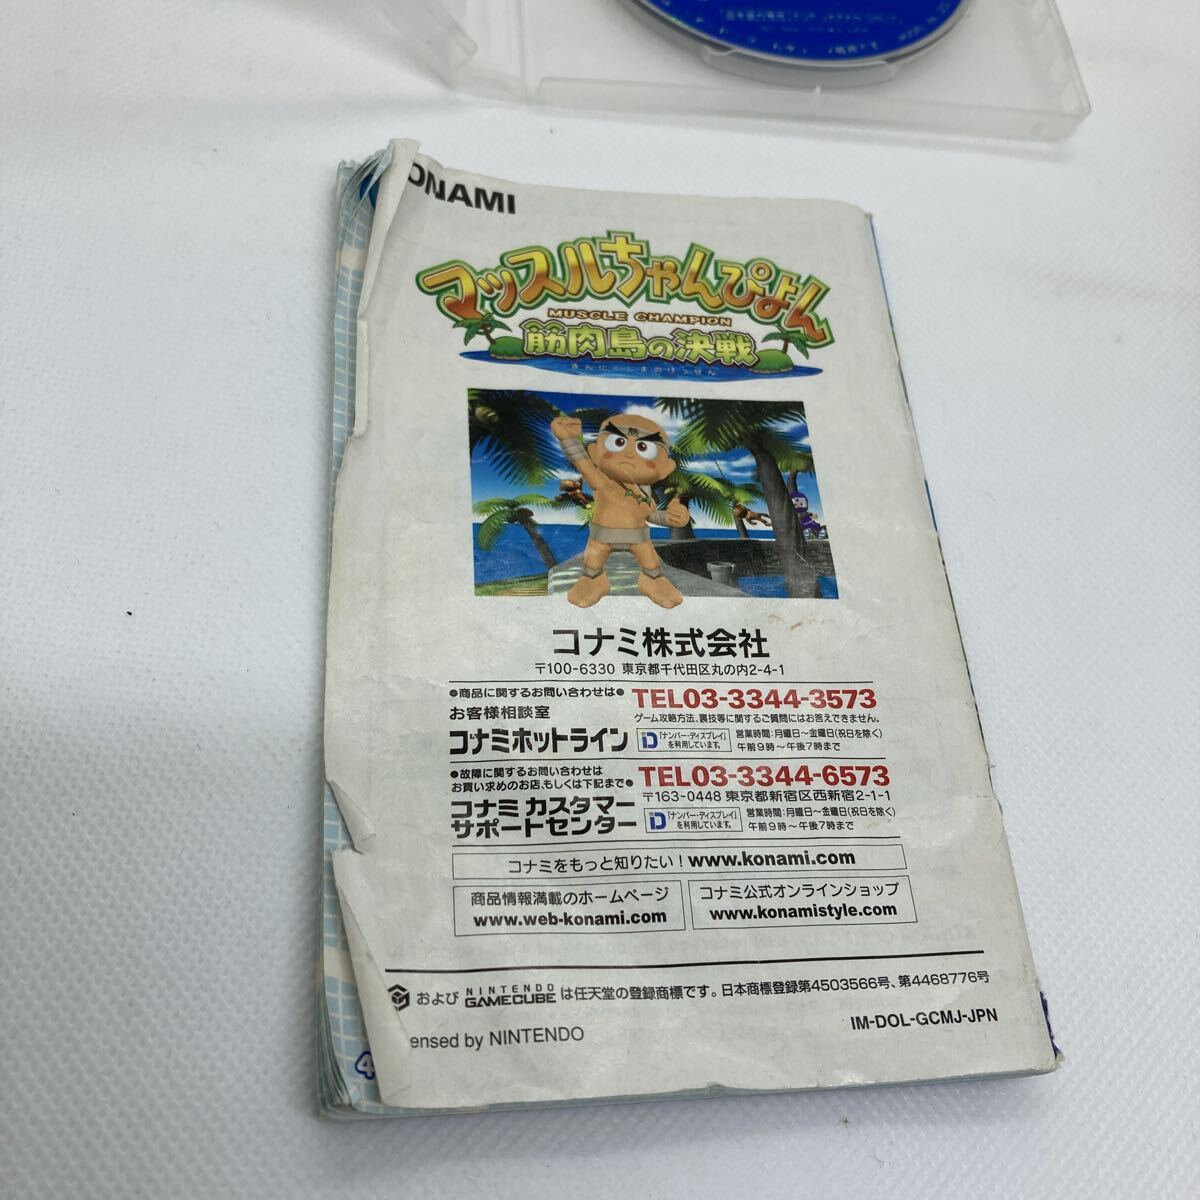 ONAMI
マッスルちゃんぴよん
MUSCLE CHAMPION
筋肉島の決戦
きんにくしまのけっせん
筋
コナミ株式会社
〒100-6330 東京都千代田区丸の内2-4-1
●商品に関するお問い合わせは●
お客様相談室
コナミホットライン
TEL03-3344-3573
ゲーム攻略方法、裏技等に関するご質問にはお答えできません。
D 「ナンバー・ディスプレイ」を利用しています。
営業時間:月曜日〜金曜日(祝日を除く)
午前9時〜午後7時まで
●故障に関するお問い合わせは
お買い求めのお店、もしくは下記まで●
コナミ カスタマー
サポートセンター
TEL03-3344-6573
〒163-0448 東京都新宿区西新宿2-1-1
D 「ナンバー・ディスプレイ」を利用しています。
営業時間:月曜日〜金曜日(祝日を除く)
午前9時〜午後7時まで
コナミをもっと知りたい! www.konami.com
商品情報満載のホームページ
www.web-konami.com
コナミ公式オンラインショップ
www.konamistyle.com
および NINTENDO GAMECUBE は任天堂の登録商標です。日本商標登録第4503566号、第4468776号
ensed by NINTENDO
IM-DOL-GCMJ-JPN
4